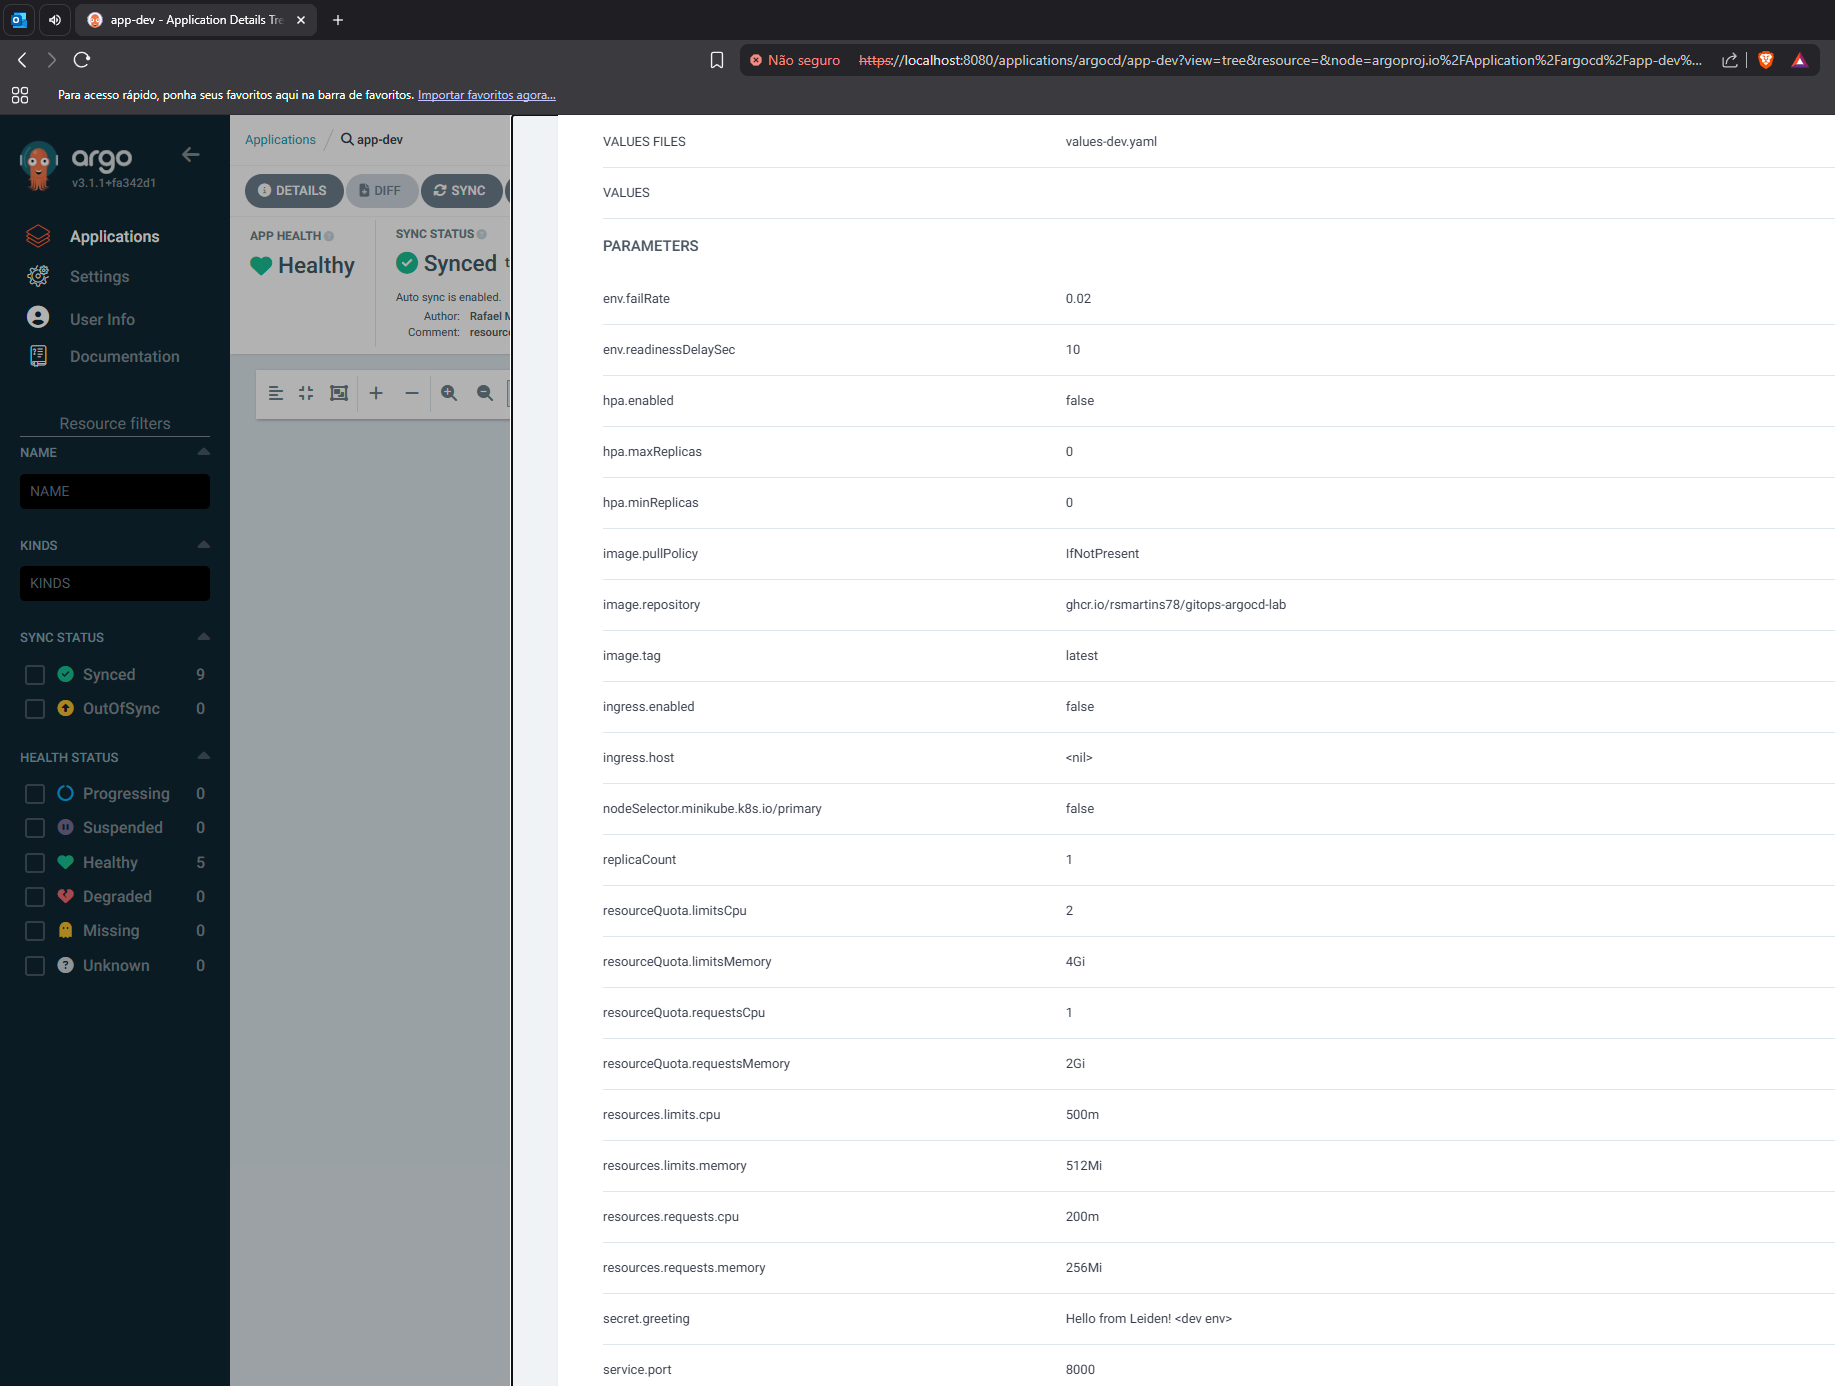 app-dev - Application Details Tre
Não seguro
https://localhost:8080/applications/argocd/app-dev?view=tree&resource=&node=argoproj.io%2FApplication%2Fargocd%2Fapp-dev%...
Para acesso rápido, ponha seus favoritos aqui na barra de favoritos. Importar favoritos agora...
argo
v3.1.1+fa342d1
Applications
Settings
User Info
Documentation
Resource filters
NAME
NAME
KINDS
KINDS
SYNC STATUS
Synced 9
OutOfSync 0
HEALTH STATUS
Progressing 0
Suspended 0
Healthy 5
Degraded 0
Missing 0
Unknown 0
Applications / app-dev
DETAILS DIFF SYNC
APP HEALTH
Healthy
SYNC STATUS
Synced t
Auto sync is enabled.
Author: Rafael M
Comment: resourc
VALUES FILES values-dev.yaml
VALUES
PARAMETERS
env.failRate 0.02
env.readinessDelaySec 10
hpa.enabled false
hpa.maxReplicas 0
hpa.minReplicas 0
image.pullPolicy IfNotPresent
image.repository ghcr.io/rsmartins78/gitops-argocd-lab
image.tag latest
ingress.enabled false
ingress.host <nil>
nodeSelector.minikube.k8s.io/primary false
replicaCount 1
resourceQuota.limitsCpu 2
resourceQuota.limitsMemory 4Gi
resourceQuota.requestsCpu 1
resourceQuota.requestsMemory 2Gi
resources.limits.cpu 500m
resources.limits.memory 512Mi
resources.requests.cpu 200m
resources.requests.memory 256Mi
secret.greeting Hello from Leiden! <dev env>
service.port 8000